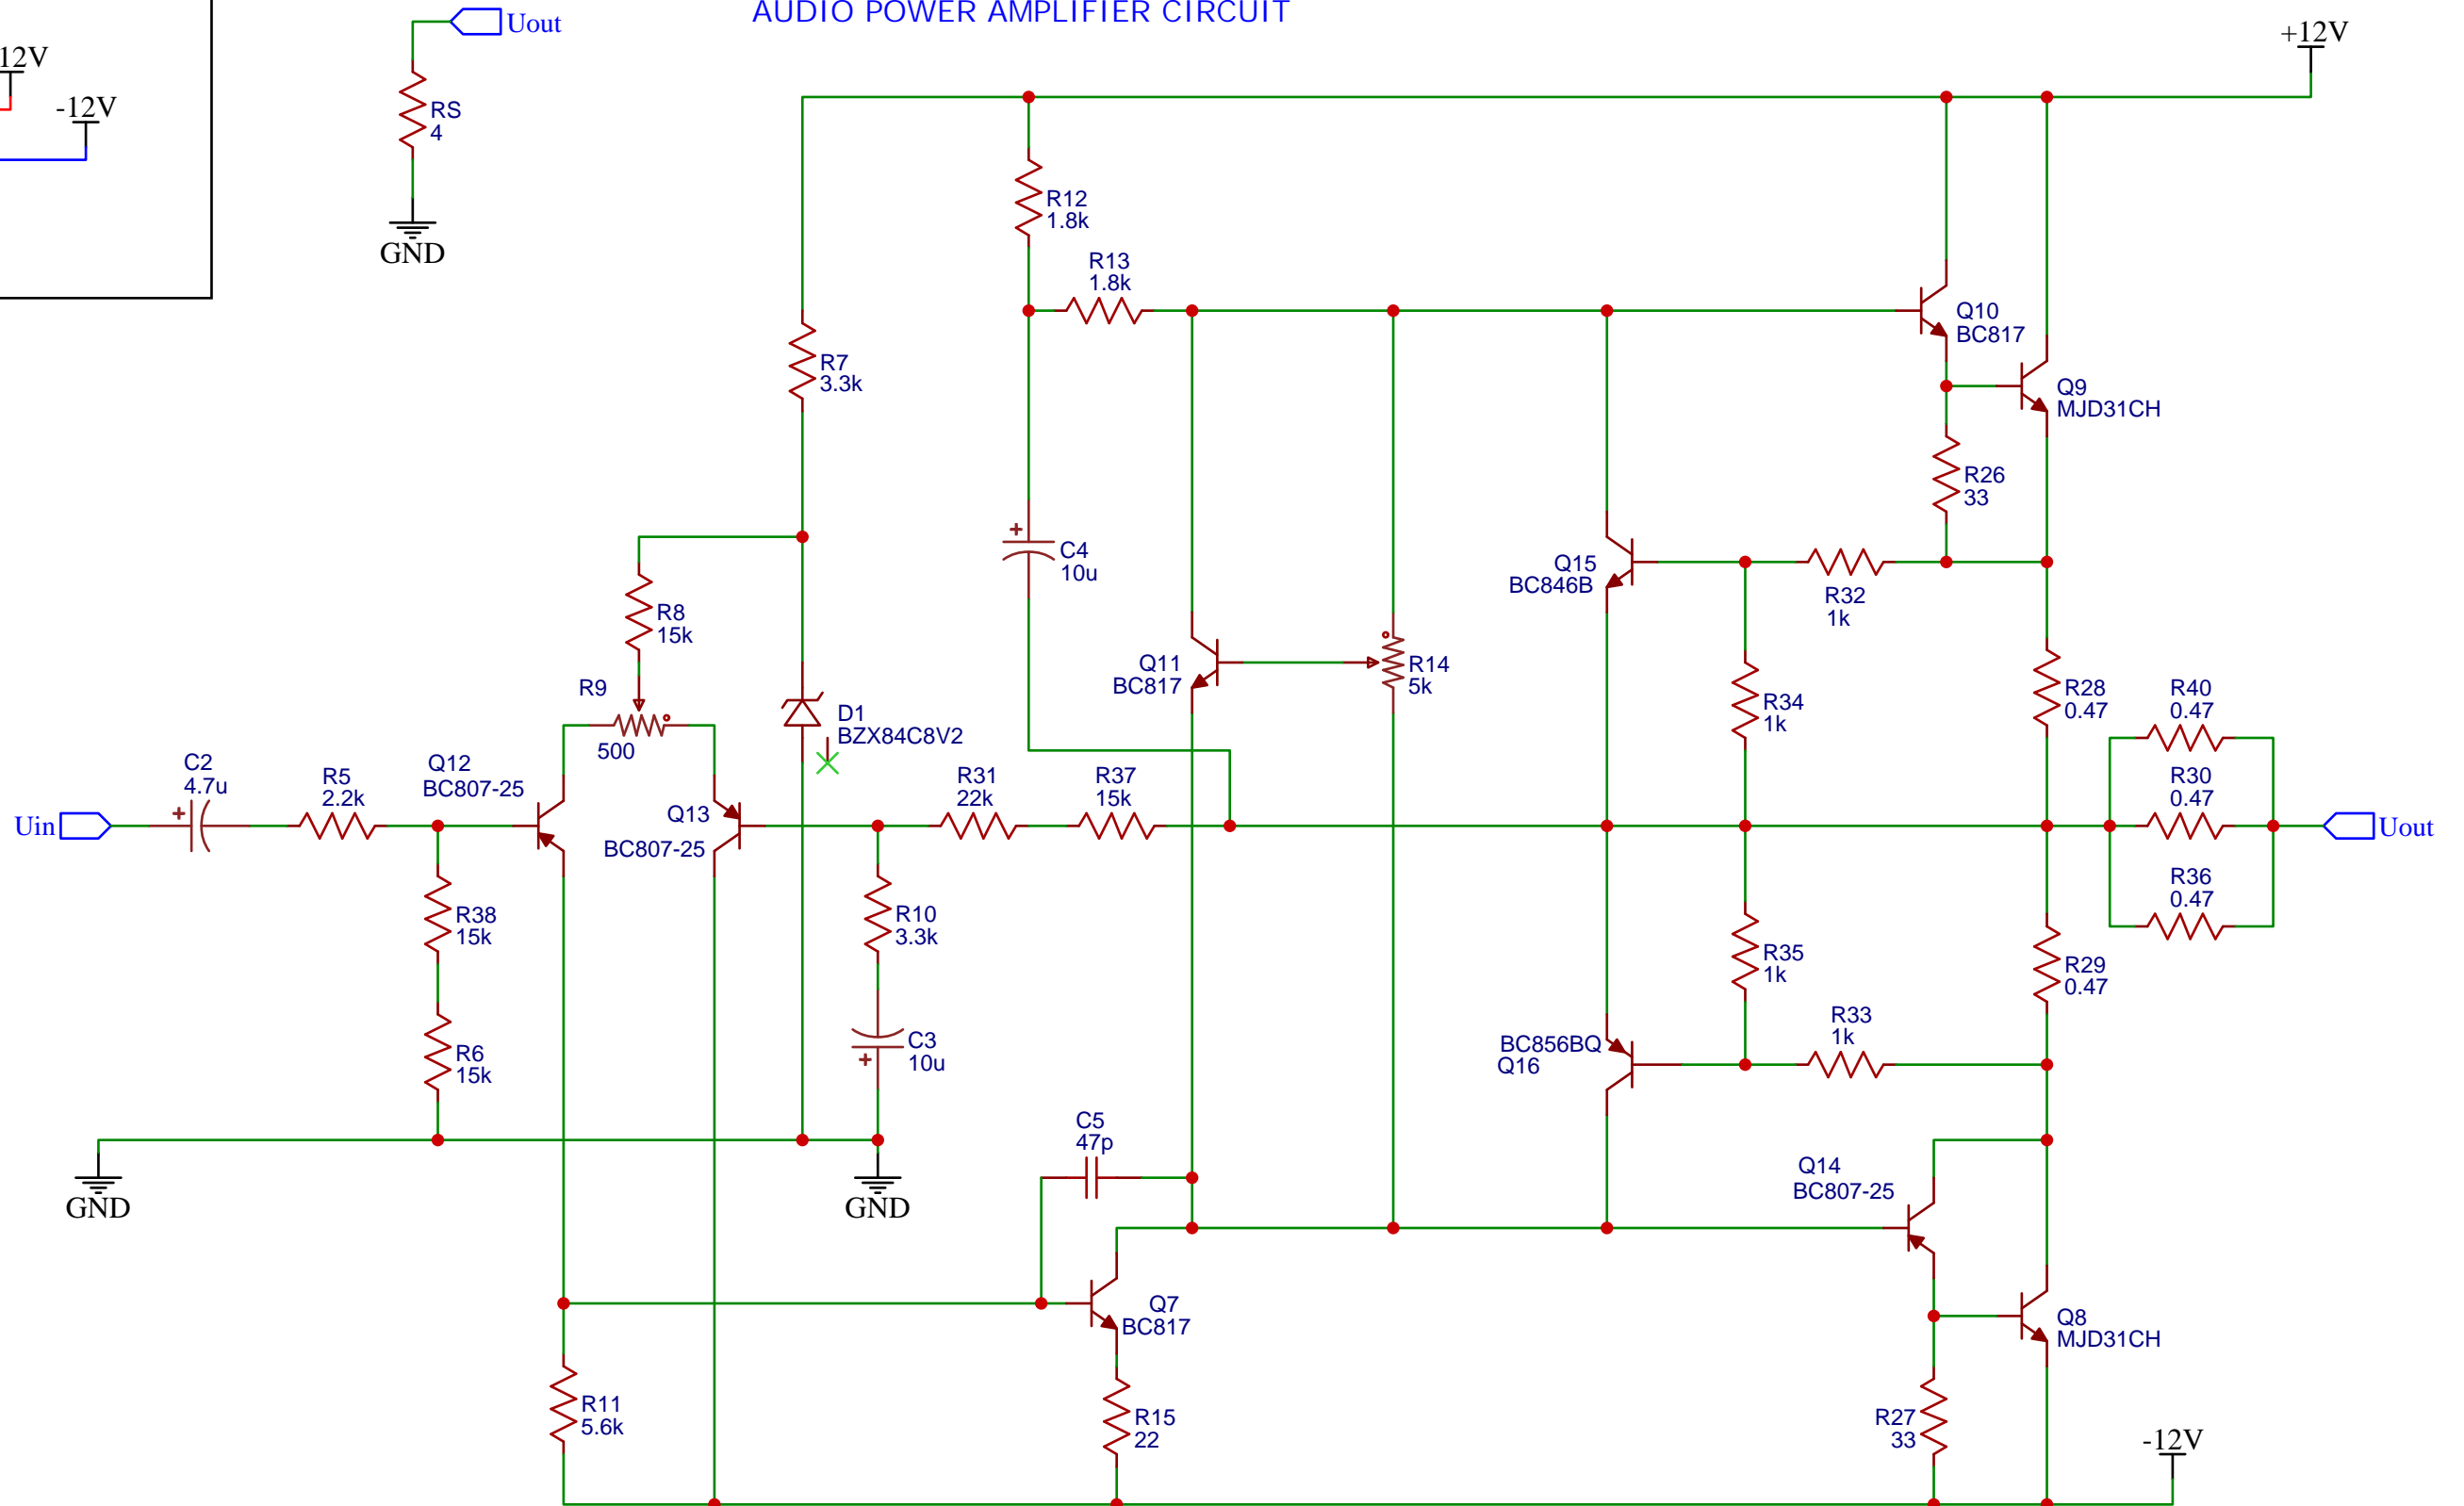 AUDIO POWER AMPLIFIER CIRCUIT
Uout
+12V
12V
-12V
RS
4
GND
R12
1.8k
R13
1.8k
Q10
BC817
R7
3.3k
Q9
MJD31CH
R26
33
C4
10u
Q15
BC846B
R32
1k
R8
15k
Q11
BC817
R14
5k
R9
500
R34
1k
R28
0.47
R40
0.47
D1
BZX84C8V2
C2
4.7u
R5
2.2k
Q12
BC807-25
Q13
BC807-25
R31
22k
R37
15k
R30
0.47
Uin
Uout
R36
0.47
R38
15k
R10
3.3k
R35
1k
R29
0.47
R6
15k
C3
10u
BC856BQ
Q16
R33
1k
C5
47p
GND
GND
Q14
BC807-25
Q7
BC817
Q8
MJD31CH
R11
5.6k
R15
22
R27
33
-12V